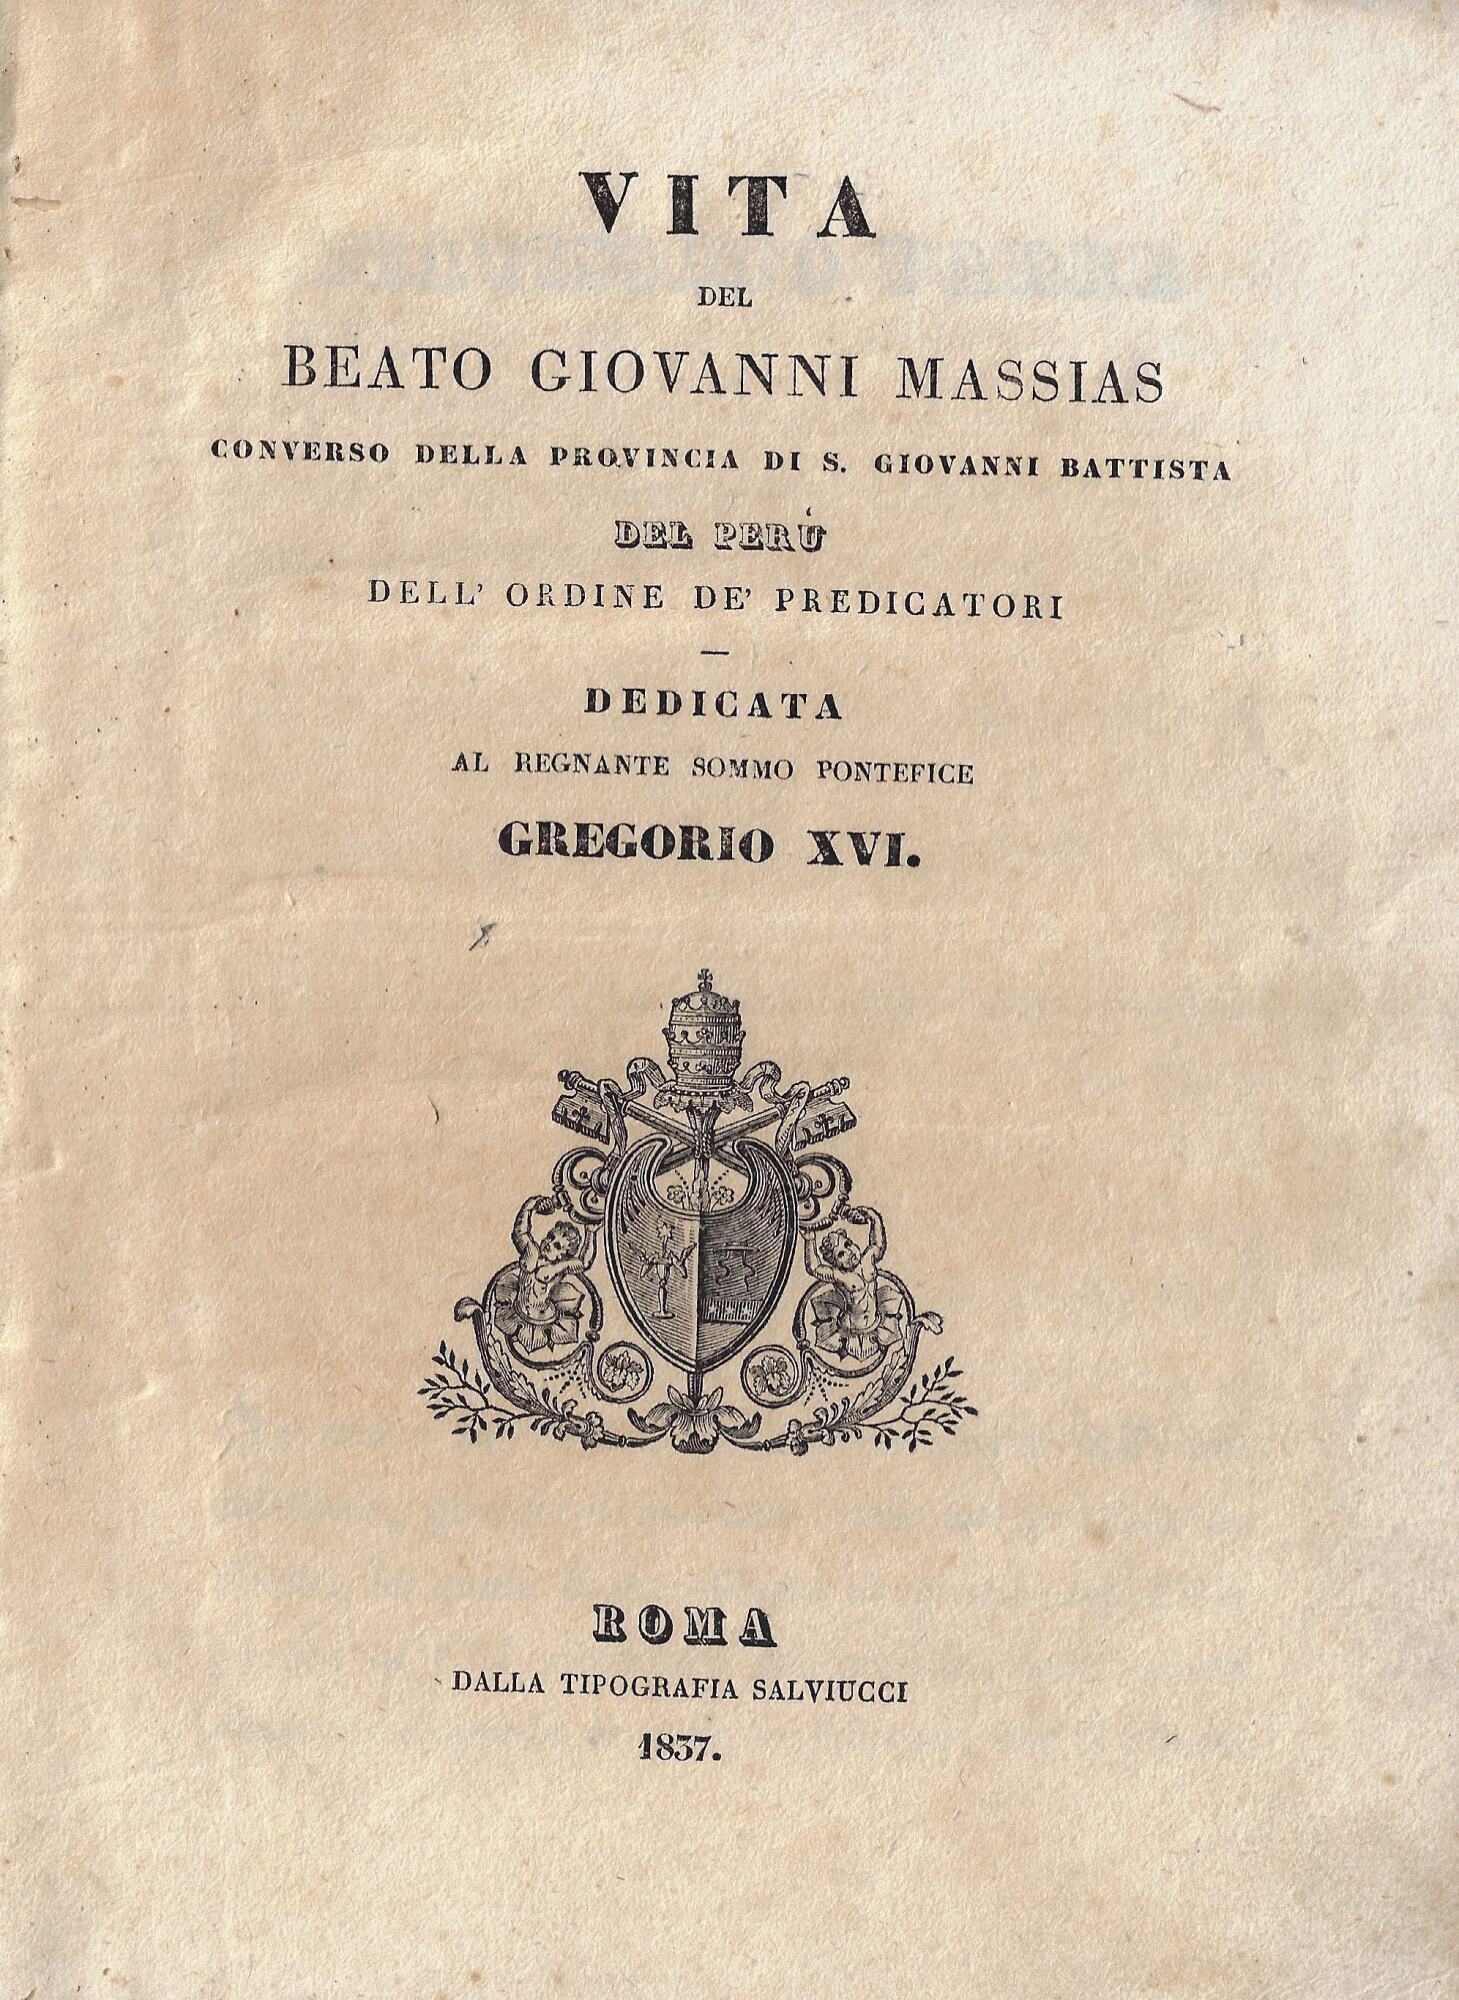 VITA
DEL
BEATO GIOVANNI MASSIAS
CONVERSO DELLA PROVINCIA DI S. GIOVANNI BATTISTA
DEL PERÙ
DELL' ORDINE DE' PREDICATORI
—
DEDICATA
AL REGNANTE SOMMO PONTEFICE
GREGORIO XVI.
ROMA
DALLA TIPOGRAFIA SALVIUCCI
1837.